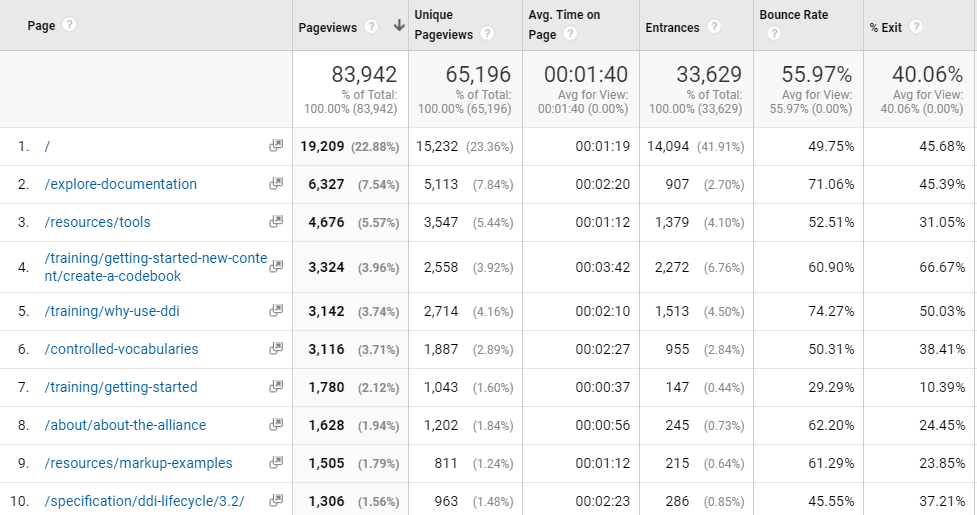 Page ? Pageviews ? Unique Pageviews ? Avg. Time on Page ? Entrances ? Bounce Rate ? % Exit ?
83,942 65,196 00:01:40 33,629 55.97% 40.06%
% of Total: % of Total: Avg for View: % of Total: Avg for View: Avg for View:
100.00% (83,942) 100.00% (65,196) 00:01:40 (0.00%) 100.00% (33,629) 55.97% (0.00%) 40.06% (0.00%)
1. / 19,209 (22.88%) 15,232 (23.36%) 00:01:19 14,094 (41.91%) 49.75% 45.68%
2. /explore-documentation 6,327 (7.54%) 5,113 (7.84%) 00:02:20 907 (2.70%) 71.06% 45.39%
3. /resources/tools 4,676 (5.57%) 3,547 (5.44%) 00:01:12 1,379 (4.10%) 52.51% 31.05%
4. /training/getting-started-new-conte
nt/create-a-codebook 3,324 (3.96%) 2,558 (3.92%) 00:03:42 2,272 (6.76%) 60.90% 66.67%
5. /training/why-use-ddi 3,142 (3.74%) 2,714 (4.16%) 00:02:10 1,513 (4.50%) 74.27% 50.03%
6. /controlled-vocabularies 3,116 (3.71%) 1,887 (2.89%) 00:02:27 955 (2.84%) 50.31% 38.41%
7. /training/getting-started 1,780 (2.12%) 1,043 (1.60%) 00:00:37 147 (0.44%) 29.29% 10.39%
8. /about/about-the-alliance 1,628 (1.94%) 1,202 (1.84%) 00:00:56 245 (0.73%) 62.20% 24.45%
9. /resources/markup-examples 1,505 (1.79%) 811 (1.24%) 00:01:12 215 (0.64%) 61.29% 23.85%
10. /specification/ddi-lifecycle/3.2/ 1,306 (1.56%) 963 (1.48%) 00:02:23 286 (0.85%) 45.55% 37.21%